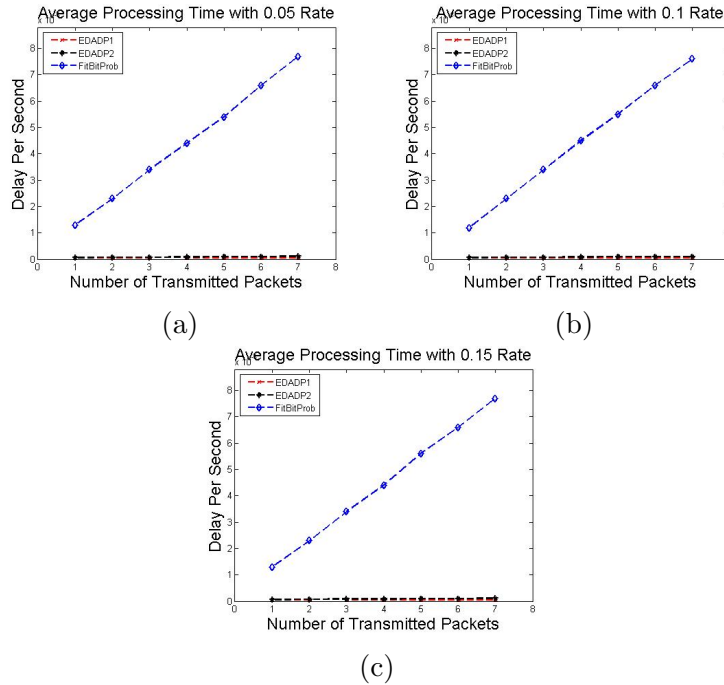 Average Processing Time with 0.05 Rate
8
7
6
5
4
3
2
1
0
Delay Per Second
EDADP1
EDADP2
FitBitProb
0 1 2 3 4 5 6 7 8
Number of Transmitted Packets
(a)
Average Processing Time with 0.1 Rate
8
7
6
5
4
3
2
1
0
Delay Per Second
EDADP1
EDADP2
FitBitProb
0 1 2 3 4 5 6 7
Number of Transmitted Packets
(b)
Average Processing Time with 0.15 Rate
8
7
6
5
4
3
2
1
0
Delay Per Second
EDADP1
EDADP2
FitBitProb
0 1 2 3 4 5 6 7 8
Number of Transmitted Packets
(c)